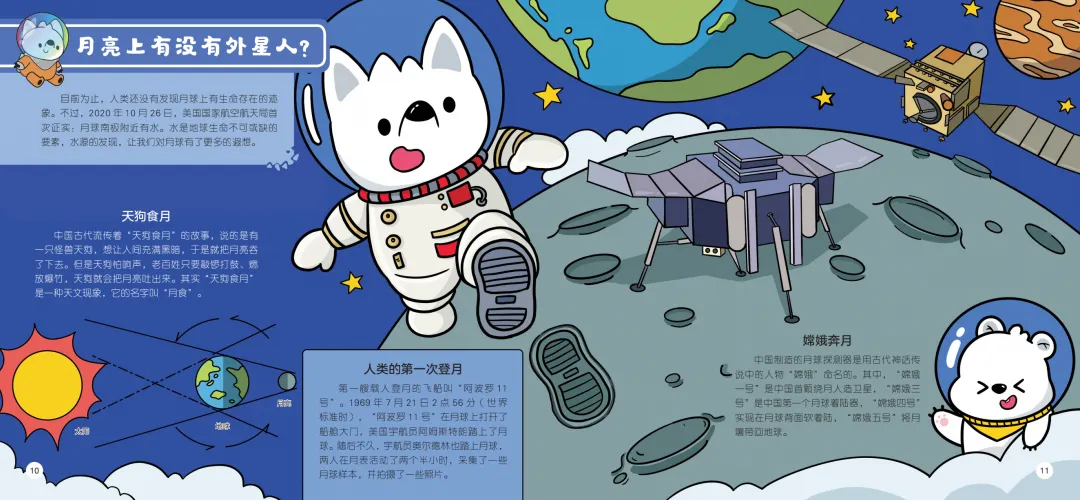 月亮上有没有外星人?
目前为止，人类还没有发现月球上有生命存在的迹
象。不过，2020 年 10 月 26 日，美国国家航空航天局首
次证实：月球南极附近有水。水是地球生命不可或缺的
要素，水源的发现，让我们对月球有了更多的遐想。
天狗食月
中国古代流传着“天狗食月”的故事，说的是有
一只怪兽天狗，想让人间充满黑暗，于是就把月亮吞
了下去。但是天狗怕响声，老百姓只要敲锣打鼓、燃
放爆竹，天狗就会把月亮吐出来。其实“天狗食月”
是一种天文现象，它的名字叫“月食”。
太阳
地球
月亮
人类的第一次登月
第一艘载人登月的飞船叫“阿波罗 11
号”。1969 年 7 月 21 日 2 点 56 分（世界
标准时），“阿波罗 11 号”在月球上打开了
船舱大门，美国宇航员阿姆斯特朗踏上了月
球。随后不久，宇航员奥尔德林也踏上月球，
两人在月表活动了两个半小时，采集了一些
月球样本，并拍摄了一些照片。
嫦娥奔月
中国制造的月球探测器是用古代神话传
说中的人物“嫦娥”命名的。其中，“嫦娥
一号”是中国首颗绕月人造卫星，“嫦娥三
号”是中国第一个月球着陆器，“嫦娥四号”
实现在月球背面软着陆，“嫦娥五号”将月
壤带回地球。
10
11